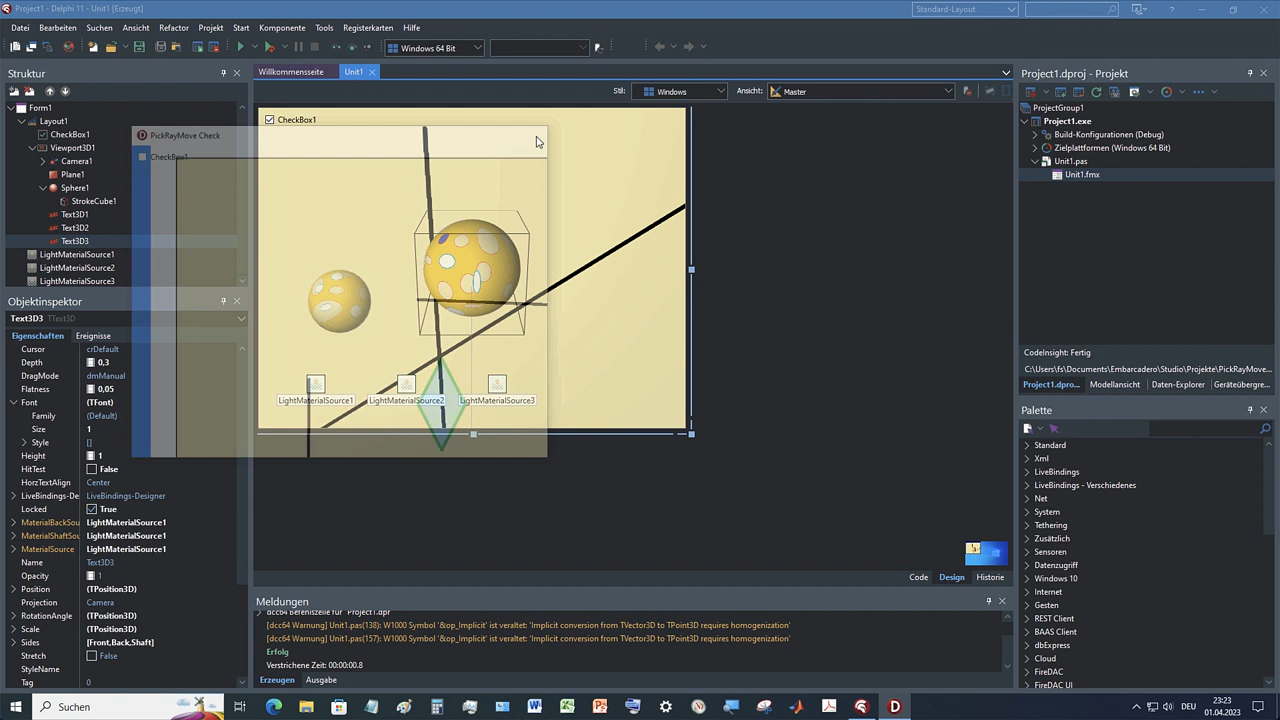 Project1 - Delphi 11 - Unit1 [Erzeugt]
Standard-Layout
Datei Bearbeiten Suchen Ansicht Refactor Projekt Start Komponente Tools Registerkarten Hilfe
Windows 64 Bit
Struktur
Form1
Layout1
CheckBox1
Viewport3D1
Camera1
Plane1
Sphere1
StrokeCube1
Text3D1
Text3D2
Text3D3
LightMaterialSource1
LightMaterialSource2
LightMaterialSource3
Objektinspektor
Text3D3 TText3D
Eigenschaften Ereignisse
Cursor crDefault
Depth 0,3
DragMode dmManual
Flatness 0,05
Font (TFont)
Family (Default)
Size 1
Style []
Height 1
HitTest False
HorzTextAlign Center
LiveBindings-De LiveBindings-Designer
Locked True
MaterialBackSou LightMaterialSource1
MaterialShaftSou LightMaterialSource1
MaterialSource LightMaterialSource1
Name Text3D3
Opacity 1
Position (TPosition3D)
Projection Camera
RotationAngle (TPosition3D)
Scale (TPosition3D)
Sides [Front,Back,Shaft]
Stretch False
StyleName
Tag 0
Willkommensseite Unit1
Stil: Windows Ansicht: Master
CheckBox1
PickRayMove Check
CheckBox1
LightMaterialSource1 LightMaterialSource2 LightMaterialSource3
Code Design Historie
Meldungen
dcc64 Befehlszeile für "Project1.dpr"
[dcc64 Warnung] Unit1.pas(138): W1000 Symbol '&op_Implicit' ist veraltet: 'Implicit conversion from TVector3D to TPoint3D requires homogenization'
[dcc64 Warnung] Unit1.pas(157): W1000 Symbol '&op_Implicit' ist veraltet: 'Implicit conversion from TVector3D to TPoint3D requires homogenization'
Erfolg
Verstrichene Zeit: 00:00:00.8
Erzeugen Ausgabe
Project1.dproj - Projekt
ProjectGroup1
Project1.exe
Build-Konfigurationen (Debug)
Zielplattformen (Windows 64 Bit)
Unit1.pas
Unit1.fmx
CodeInsight: Fertig
C:\Users\fs\Documents\Embarcadero\Studio\Projekte\PickRayMove...
Project1.dpro... Modellansicht Daten-Explorer Geräteübergre...
Palette
Standard
Xml
LiveBindings
LiveBindings - Verschiedenes
Net
System
Tethering
Zusätzlich
Sensoren
Datenzugriff
Windows 10
Internet
Gesten
REST Client
BAAS Client
dbExpress
Cloud
FireDAC
FireDAC UI
Suchen
DEU
23:23
01.04.2023